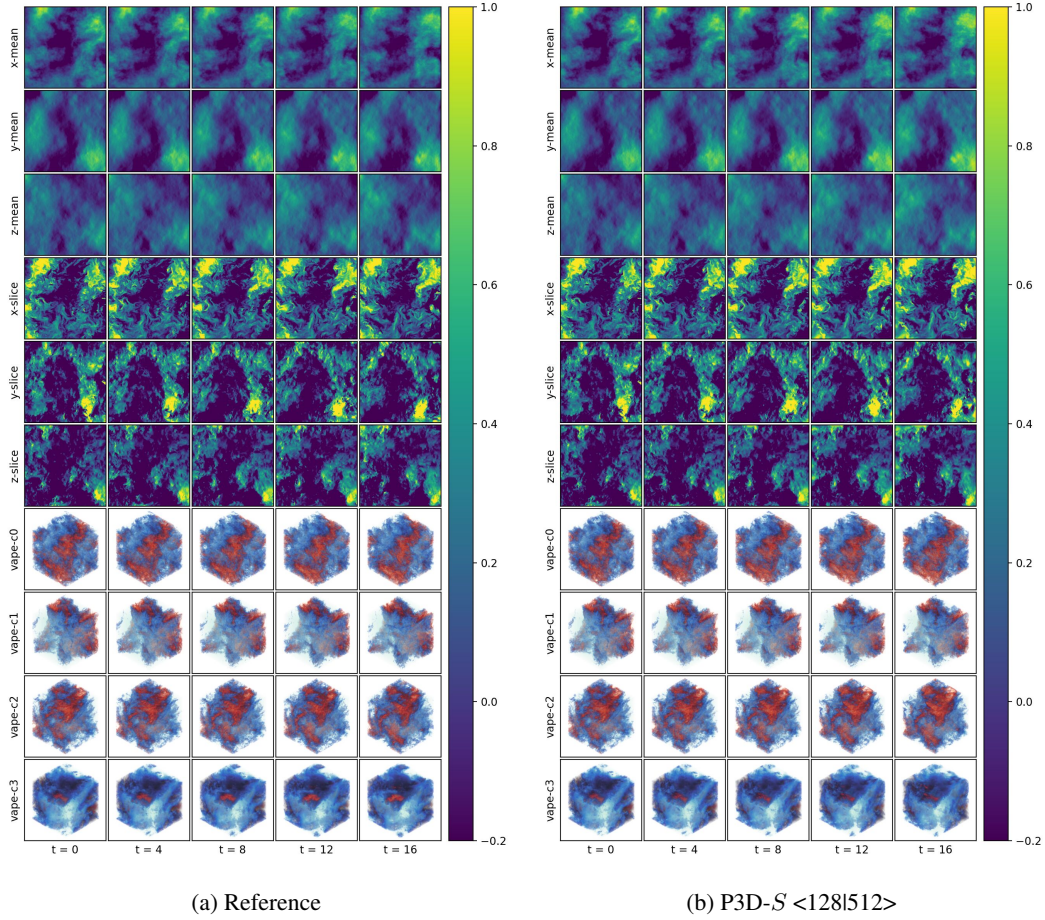 x-mean
y-mean
z-mean
x-slice
y-slice
z-slice
vape-c0
vape-c1
vape-c2
vape-c3
t = 0 t = 4 t = 8 t = 12 t = 16
1.0
0.8
0.6
0.4
0.2
0.0
−0.2
(a) Reference
x-mean
y-mean
z-mean
x-slice
y-slice
z-slice
vape-c0
vape-c1
vape-c2
vape-c3
t = 0 t = 4 t = 8 t = 12 t = 16
1.0
0.8
0.6
0.4
0.2
0.0
−0.2
(b) P3D-S <128|512>